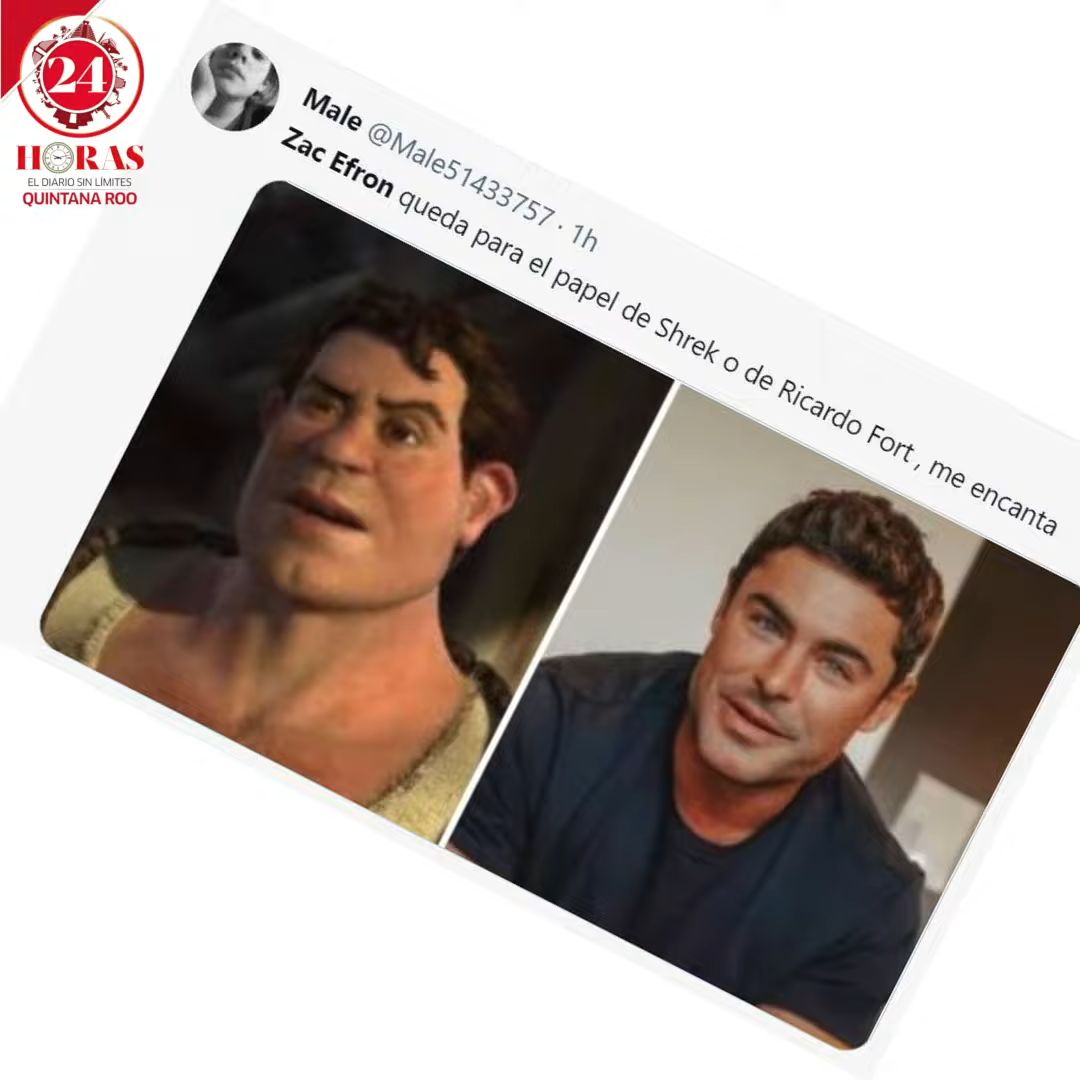 24
HORAS
EL DIARIO SIN LÍMITES
QUINTANA ROO
Male @Male51433757 · 1h
Zac Efron queda para el papel de Shrek o de Ricardo Fort , me encanta